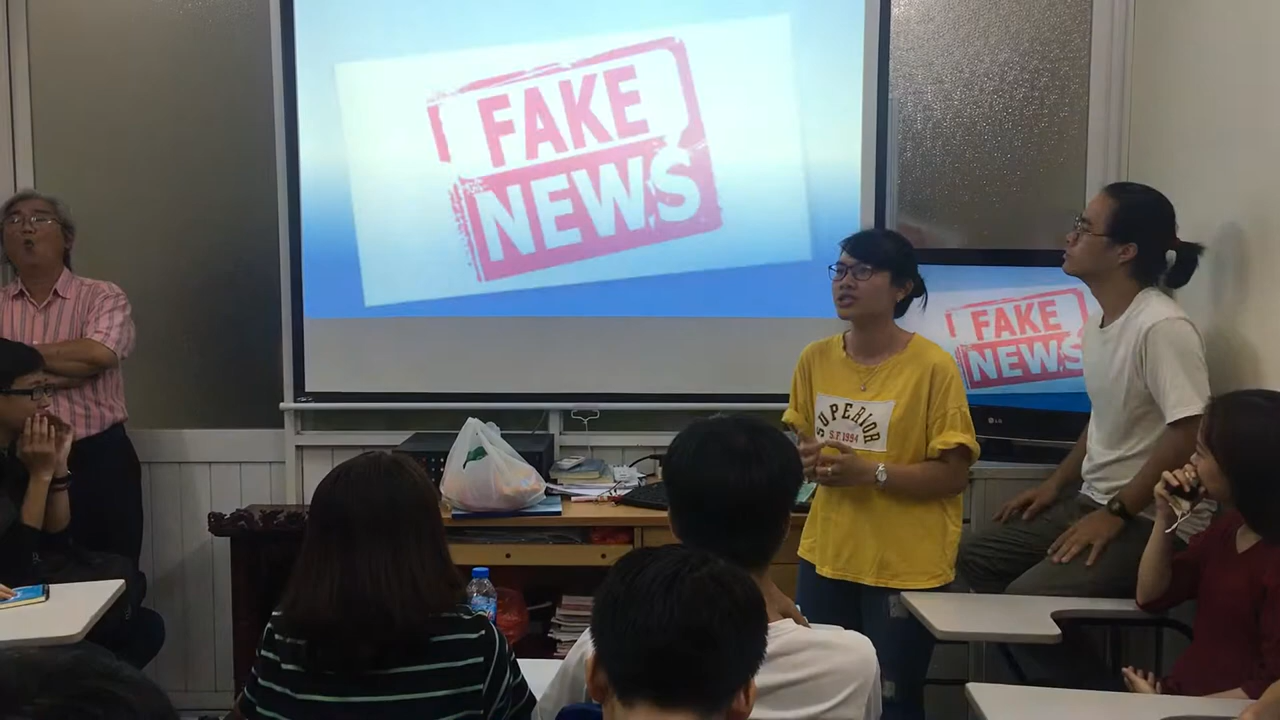 FAKE
NEWS
FAKE
NEWS
SUPERIOR
S.F. 1994
LG